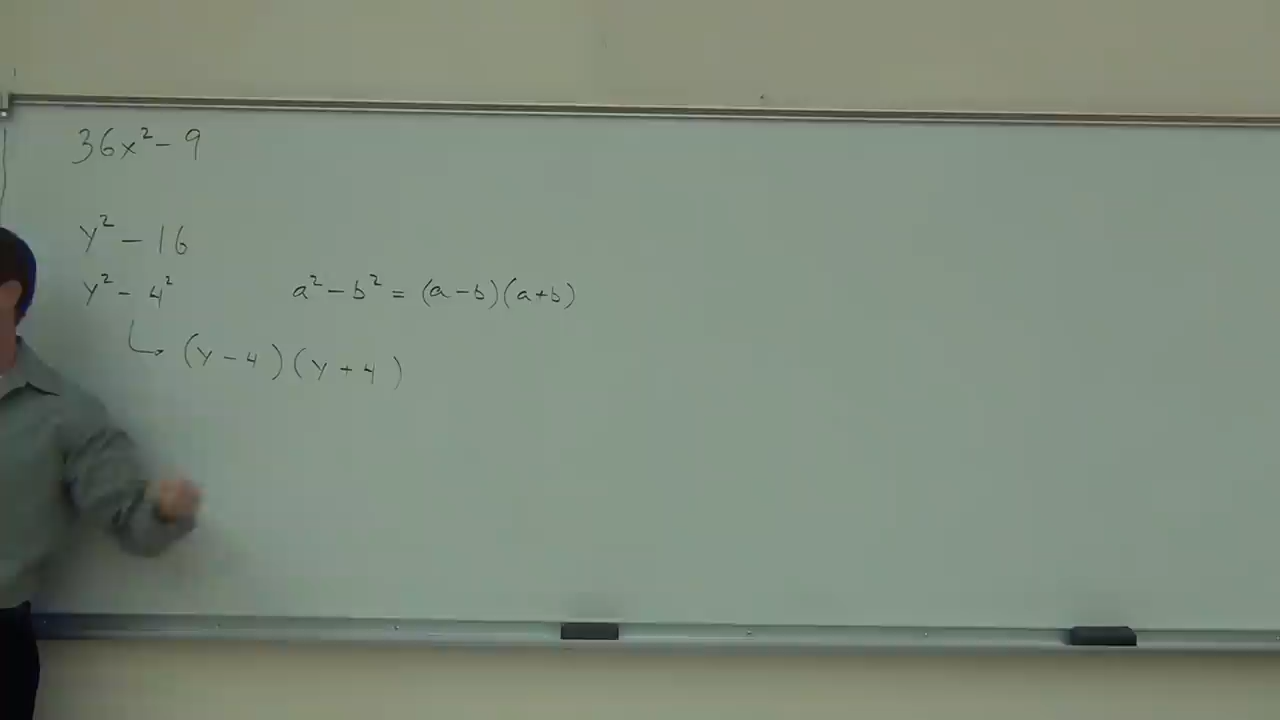 36x² - 9
y² - 16
y² - 4²
a² - b² = (a-b)(a+b)
(y - 4)(y + 4)